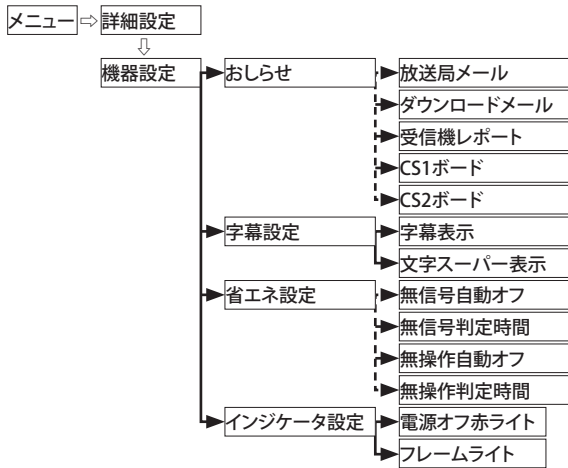 メニュー 詳細設定
機器設定 おしらせ 放送局メール
ダウンロードメール
受信機レポート
CS1ボード
CS2ボード
字幕設定 字幕表示
文字スーパー表示
省エネ設定 無信号自動オフ
無信号判定時間
無操作自動オフ
無操作判定時間
インジケータ設定 電源オフ赤ライト
フレームライト